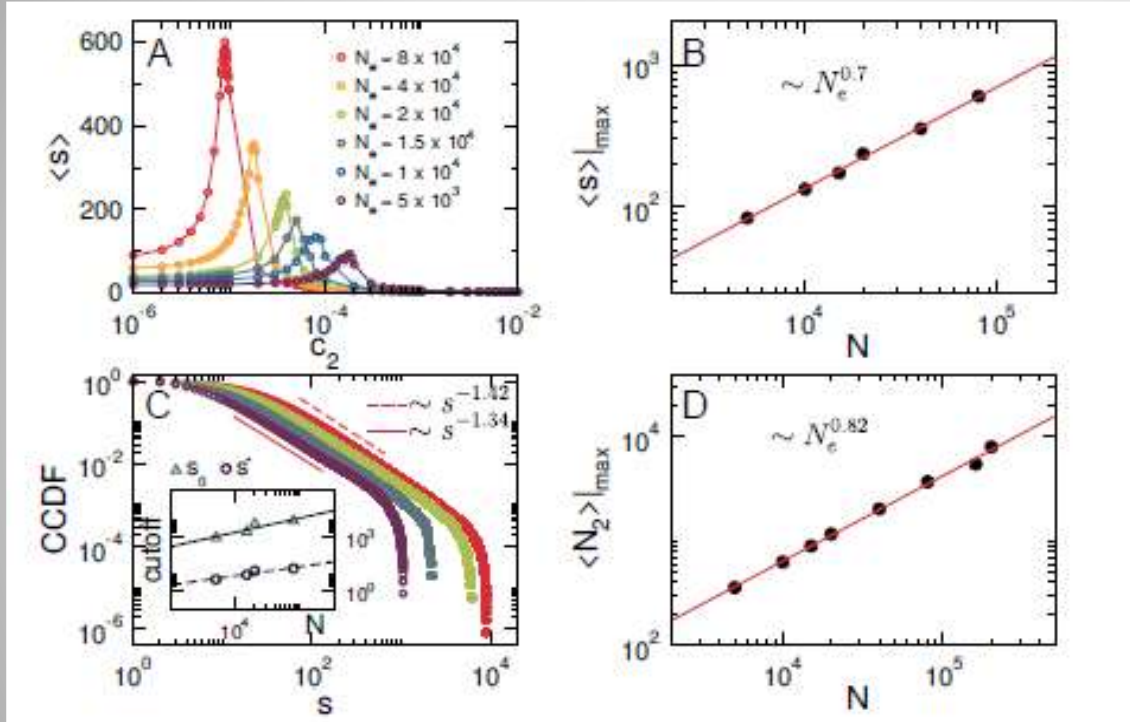 A
600
400
200
0
<s>
N_e = 8 x 10^4
N_e = 4 x 10^4
N_e = 2 x 10^4
N_e = 1.5 x 10^4
N_e = 1 x 10^4
N_e = 5 x 10^3
10^-6
10^-4
10^-2
c_2
B
~ N_e^0.7
10^3
10^2
<s>|_max
10^4
10^5
N
C
10^0
10^-2
10^-4
10^-6
CCDF
~ s^-1.42
~ s^-1.34
cutoff
10^3
10^0
10^4
N
10^0
10^2
10^4
s
D
~ N_e^0.82
10^4
10^2
<N_2>|_max
10^4
10^5
N